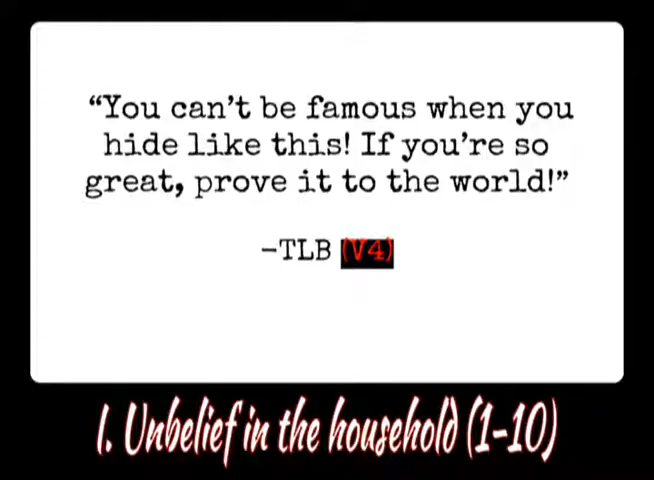 “You can’t be famous when you
hide like this! If you’re so
great, prove it to the world!”
–TLB (V4)
I. Unbelief in the household (1-10)